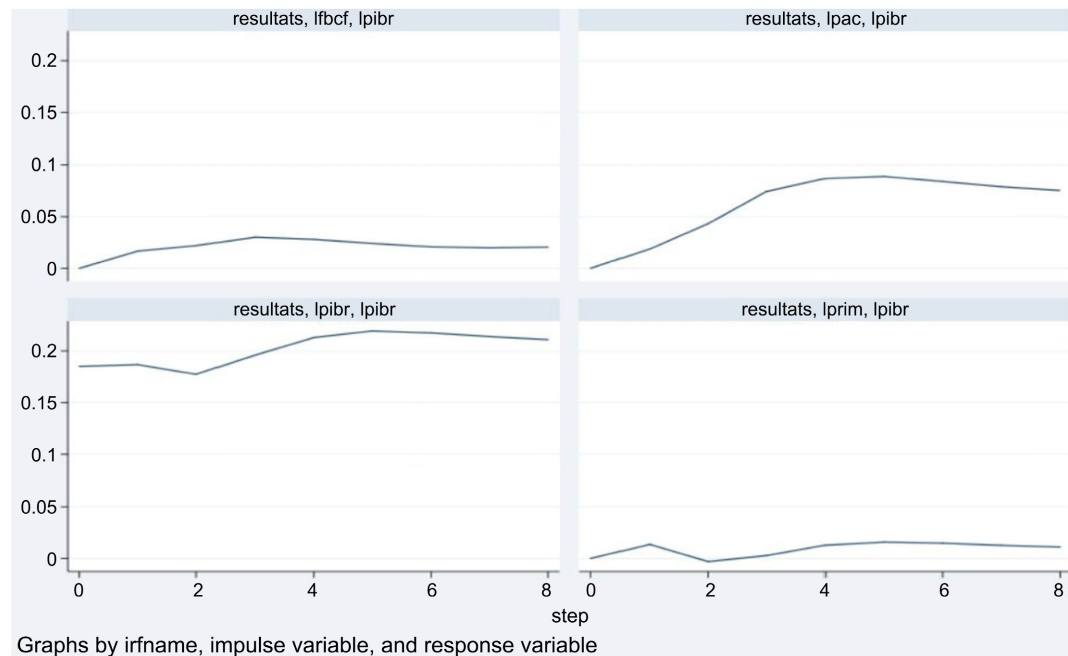 resultats, lfbcf, lpibr
resultats, lpac, lpibr
0.2
0.15
0.1
0.05
0
resultats, lpibr, lpibr
resultats, lprim, lpibr
0.2
0.15
0.1
0.05
0
0 2 4 6 8 0 2 4 6 8
step
Graphs by irfname, impulse variable, and response variable